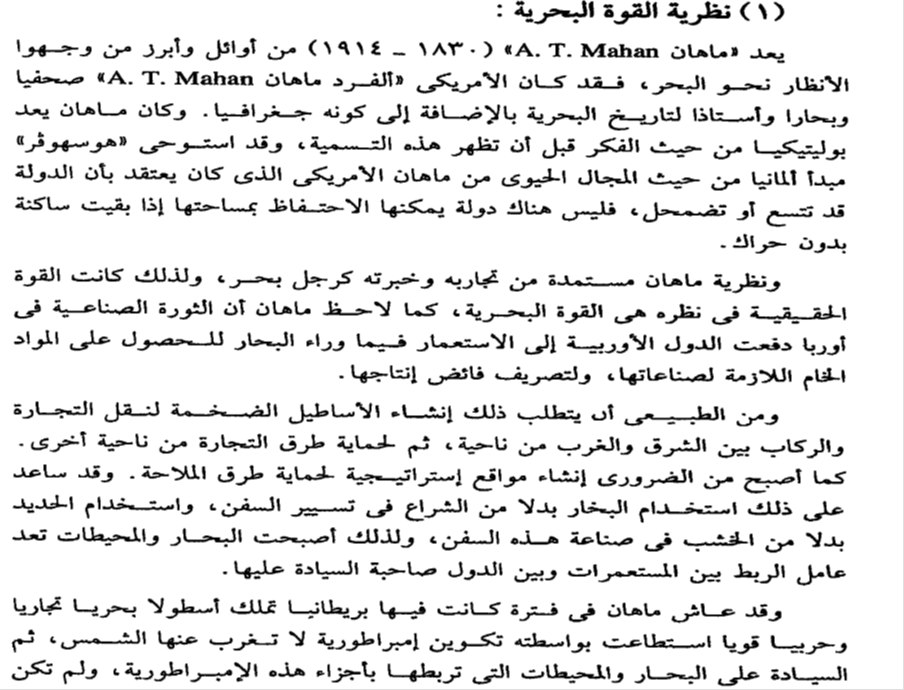 (١) نظرية القوة البحرية :
يعد «ماهان A. T. Mahan» (١٨٣٠ ـ ١٩١٤) من أوائل وأبرز من وجهوا
الأنظار نحو البحر، فقد كان الأمريكى «ألفرد ماهان A. T. Mahan» صحفيا
وبحارا وأستاذا لتاريخ البحرية بالإضافة إلى كونه جغرافيا. وكان ماهان يعد
بوليتيكيا من حيث الفكر قبل أن تظهر هذه التسمية، وقد استوحى «هوسهوڤر»
مبدأ ألمانيا من حيث المجال الحيوى من ماهان الأمريكى الذى كان يعتقد بأن الدولة
قد تتسع أو تضمحل، فليس هناك دولة يمكنها الاحتفاظ بمساحتها إذا بقيت ساكنة
بدون حراك.
ونظرية ماهان مستمدة من تجاربه وخبرته كرجل بحر، ولذلك كانت القوة
الحقيقية فى نظره هى القوة البحرية، كما لاحظ ماهان أن الثورة الصناعية فى
أوربا دفعت الدول الأوربية إلى الاستعمار فيما وراء البحار للحصول على المواد
الخام اللازمة لصناعاتها، ولتصريف فائض إنتاجها.
ومن الطبيعى أن يتطلب ذلك إنشاء الأساطيل الضخمة لنقل التجارة
والركاب بين الشرق والغرب من ناحية، ثم لحماية طرق التجارة من ناحية أخرى.
كما أصبح من الضرورى إنشاء مواقع إستراتيجية لحماية طرق الملاحة. وقد ساعد
على ذلك استخدام البخار بدلا من الشراع فى تسيير السفن، واستخدام الحديد
بدلا من الخشب فى صناعة هذه السفن، ولذلك أصبحت البحار والمحيطات تعد
عامل الربط بين المستعمرات وبين الدول صاحبة السيادة عليها.
وقد عاش ماهان فى فترة كانت فيها بريطانيا تملك أسطولا بحريا تجاريا
وحربيا قويا استطاعت بواسطته تكوين إمبراطورية لا تغرب عنها الشمس، ثم
السيادة على البحار والمحيطات التى تربطها بأجزاء هذه الإمبراطورية، ولم تكن